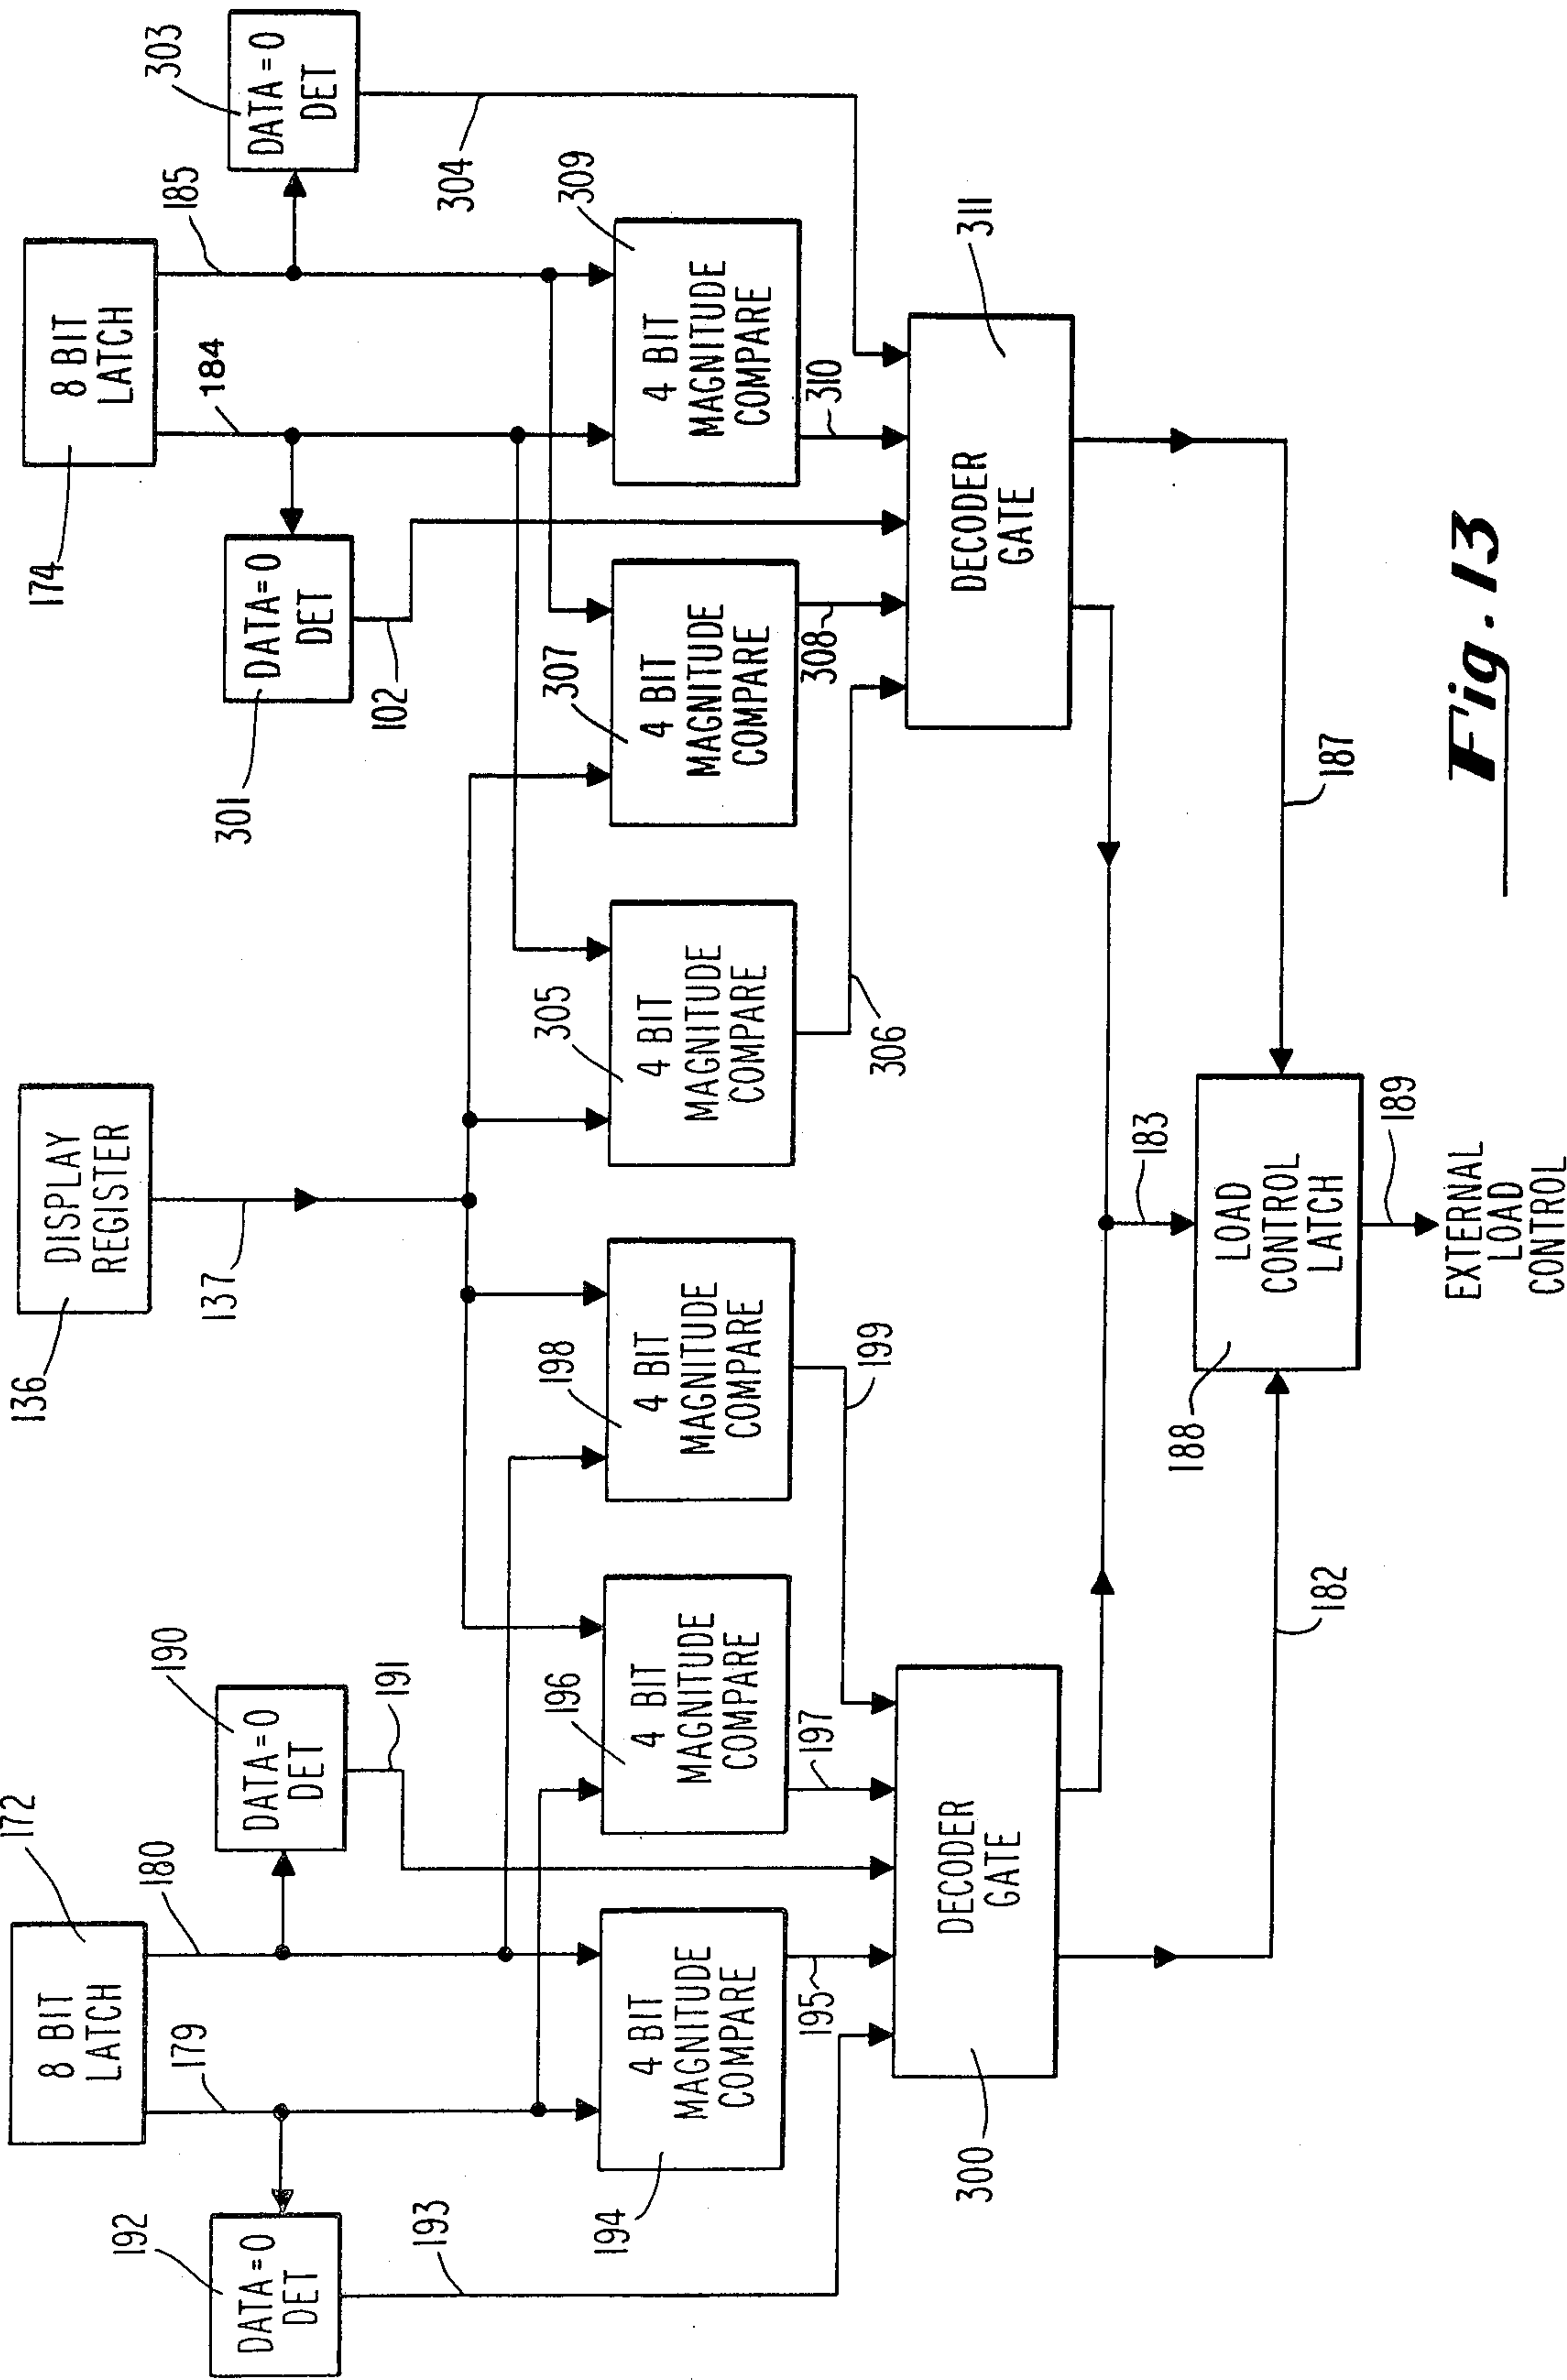 172
8 BIT
LATCH
179
180
192
DATA=0
DET
193
190
DATA=0
DET
191
136
DISPLAY
REGISTER
137
174
8 BIT
LATCH
184
185
301
DATA=0
DET
102
303
DATA=0
DET
304
194
4 BIT
MAGNITUDE
COMPARE
195
196
4 BIT
MAGNITUDE
COMPARE
197
198
4 BIT
MAGNITUDE
COMPARE
199
305
4 BIT
MAGNITUDE
COMPARE
306
307
4 BIT
MAGNITUDE
COMPARE
308
309
4 BIT
MAGNITUDE
COMPARE
310
300
DECODER
GATE
311
DECODER
GATE
182
183
187
188
LOAD
CONTROL
LATCH
189
EXTERNAL
LOAD
CONTROL
Fig. 13